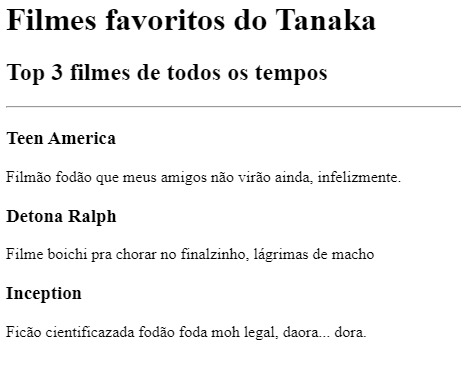 Filmes favoritos do Tanaka
Top 3 filmes de todos os tempos
Teen America
Filmão fodão que meus amigos não virão ainda, infelizmente.
Detona Ralph
Filme boichi pra chorar no finalzinho, lágrimas de macho
Inception
Ficão cientificazada fodão foda moh legal, daora... dora.